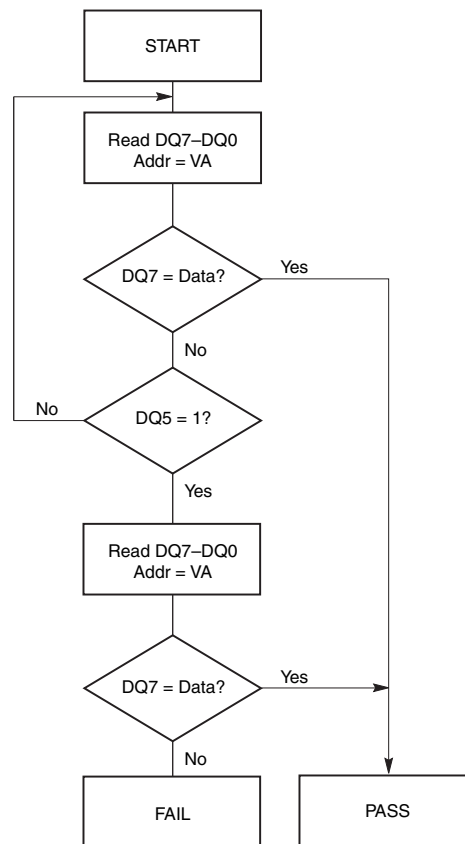 START
Read DQ7–DQ0
Addr = VA
DQ7 = Data?
Yes
No
No
DQ5 = 1?
Yes
Read DQ7–DQ0
Addr = VA
DQ7 = Data?
Yes
No
FAIL
PASS